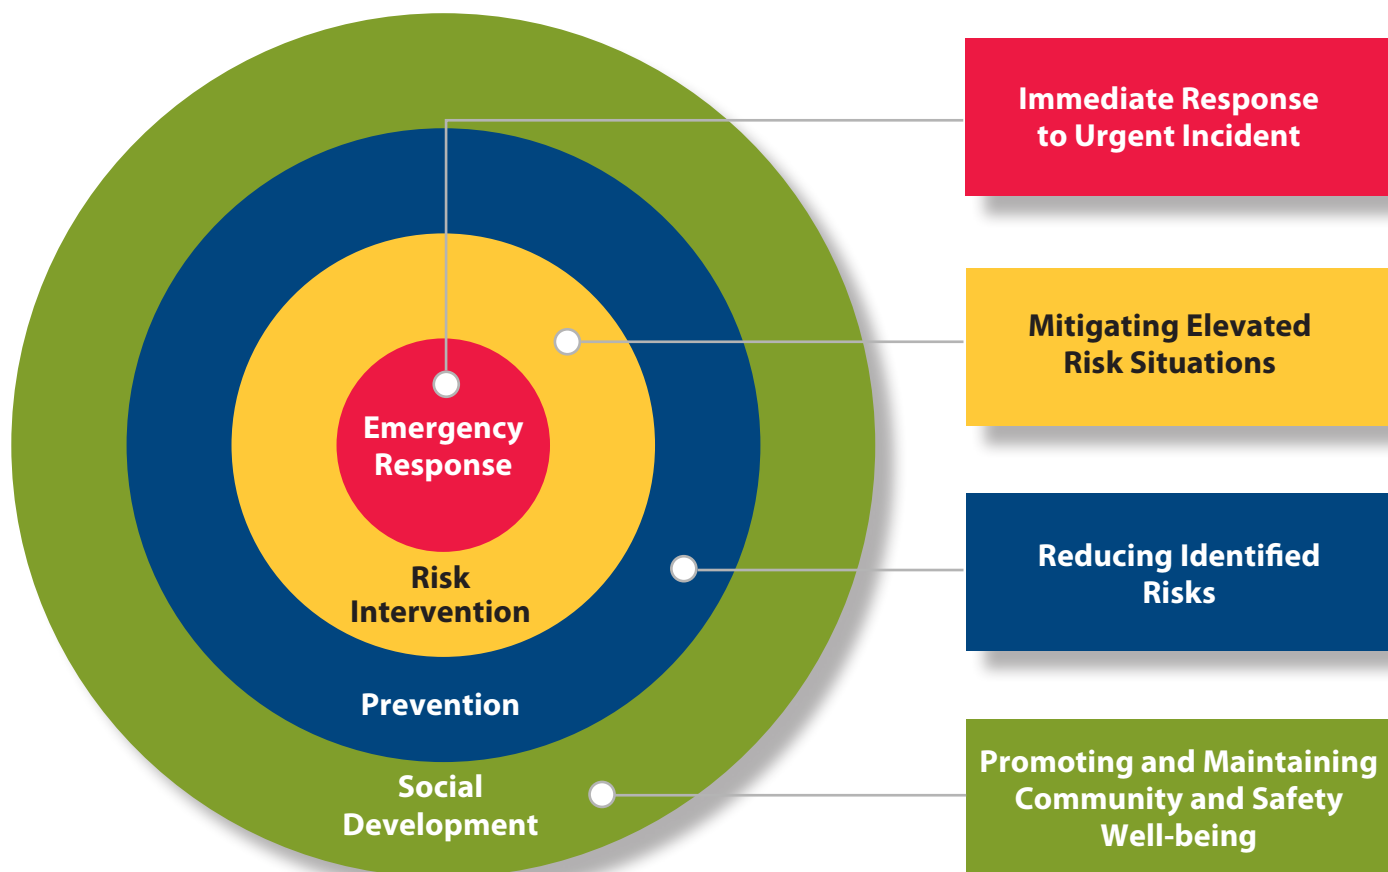 Immediate Response
to Urgent Incident
Mitigating Elevated
Risk Situations
Emergency
Response
Reducing Identified
Risks
Risk
Intervention
Prevention
Social
Development
Promoting and Maintaining
Community and Safety
Well-being